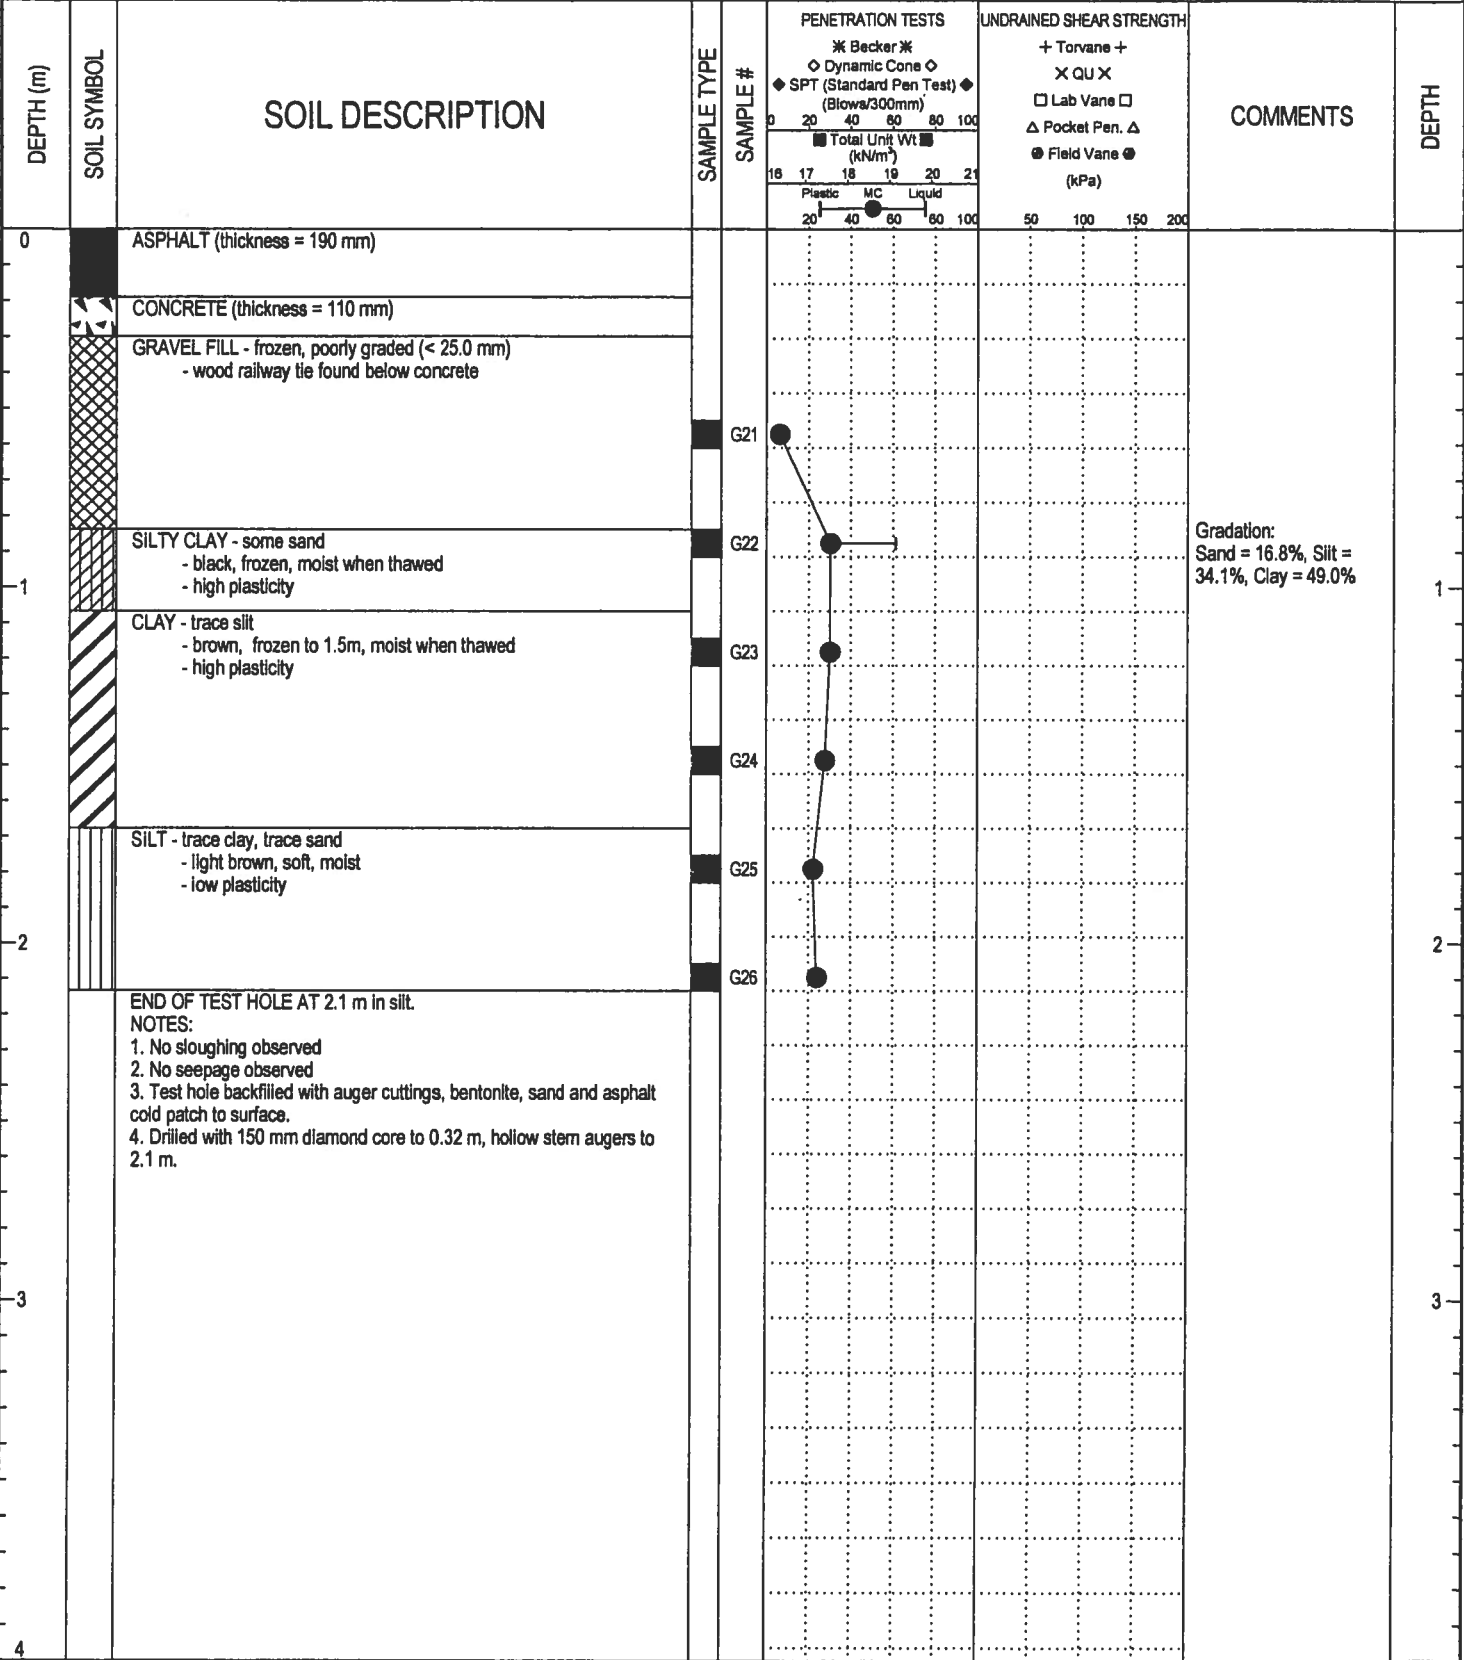 DEPTH (m)
SOIL SYMBOL
SOIL DESCRIPTION
SAMPLE TYPE
SAMPLE #
PENETRATION TESTS
✳ Becker ✳
◇ Dynamic Cone ◇
◆ SPT (Standard Pen Test) ◆
(Blows/300mm)
0 20 40 60 80 100
■ Total Unit Wt ■
(kN/m³)
16 17 18 19 20 21
Plastic MC Liquid
20 40 60 80 100
UNDRAINED SHEAR STRENGTH
+ Torvane +
× QU ×
□ Lab Vane □
△ Pocket Pen. △
● Field Vane ●
(kPa)
50 100 150 200
COMMENTS
DEPTH
0
ASPHALT (thickness = 190 mm)
CONCRETE (thickness = 110 mm)
GRAVEL FILL - frozen, poorly graded (< 25.0 mm)
- wood railway tie found below concrete
G21
SILTY CLAY - some sand
- black, frozen, moist when thawed
- high plasticity
G22
Gradation:
Sand = 16.8%, Silt =
34.1%, Clay = 49.0%
1
1
CLAY - trace silt
- brown, frozen to 1.5m, moist when thawed
- high plasticity
G23
G24
SILT - trace clay, trace sand
- light brown, soft, moist
- low plasticity
G25
2
2
G26
END OF TEST HOLE AT 2.1 m in silt.
NOTES:
1. No sloughing observed
2. No seepage observed
3. Test hole backfilled with auger cuttings, bentonite, sand and asphalt
cold patch to surface.
4. Drilled with 150 mm diamond core to 0.32 m, hollow stem augers to
2.1 m.
3
3
4